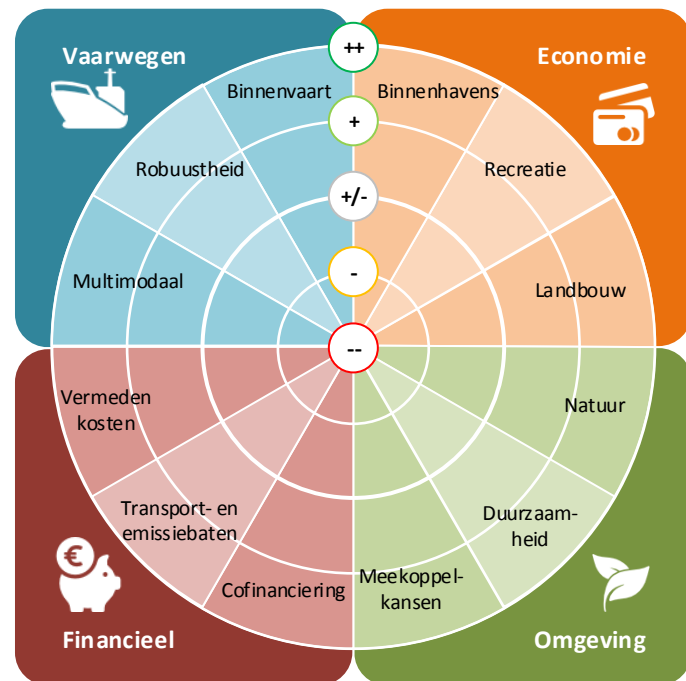 Vaarwegen
Economie
++
Binnenvaart
Binnenhavens
+
Robuustheid
Recreatie
+/-
Multimodaal
-
Landbouw
--
Vermeden
kosten
Natuur
Transport- en
emissiebaten
Duurzaam-
heid
Cofinanciering
Meekoppel-
kansen
€
Financieel
Omgeving